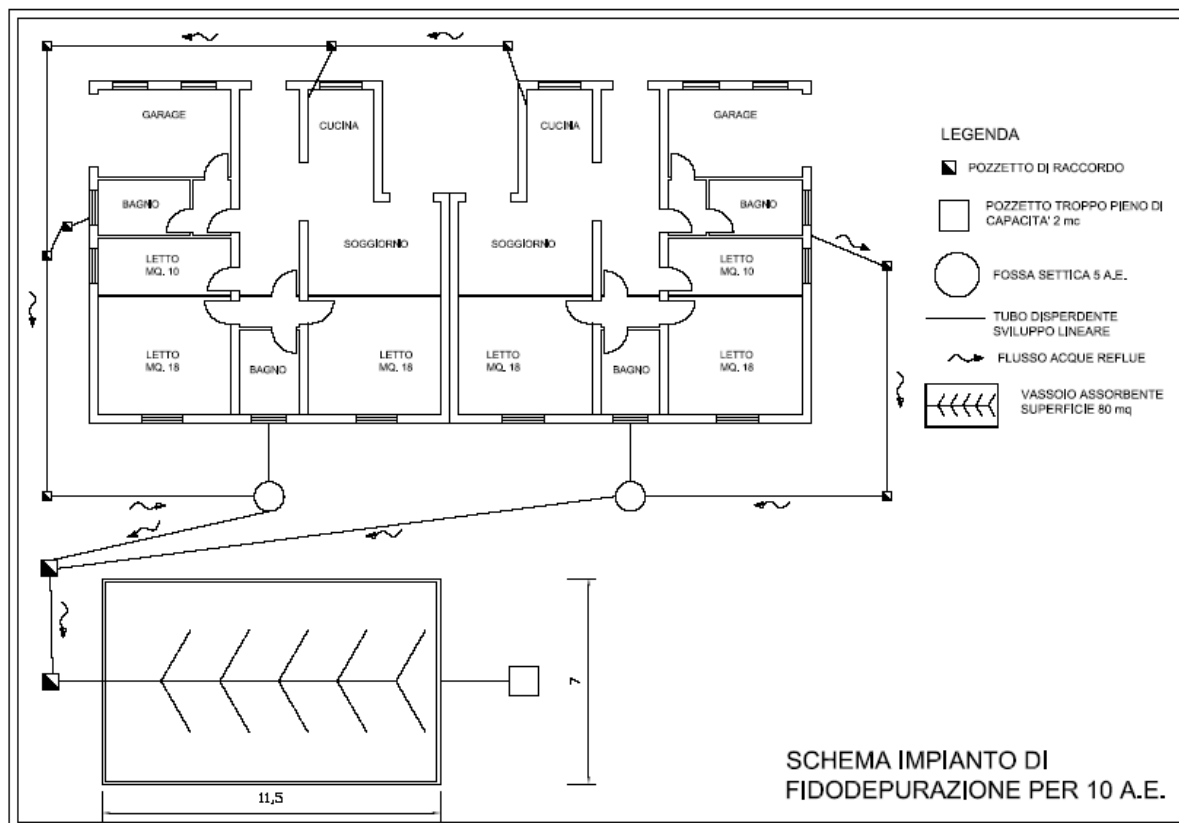 GARAGE
CUCINA
CUCINA
GARAGE
BAGNO
BAGNO
LETTO
MQ. 10
SOGGIORNO
SOGGIORNO
LETTO
MQ. 10
LETTO
MQ. 18
BAGNO
LETTO
MQ. 18
LETTO
MQ. 18
BAGNO
LETTO
MQ. 18
LEGENDA
POZZETTO DI RACCORDO
POZZETTO TROPPO PIENO DI
CAPACITA' 2 mc
FOSSA SETTICA 5 A.E.
TUBO DISPERDENTE
SVILUPPO LINEARE
FLUSSO ACQUE REFLUE
VASSOIO ASSORBENTE
SUPERFICIE 80 mq
7
11,5
SCHEMA IMPIANTO DI
FIDODEPURAZIONE PER 10 A.E.